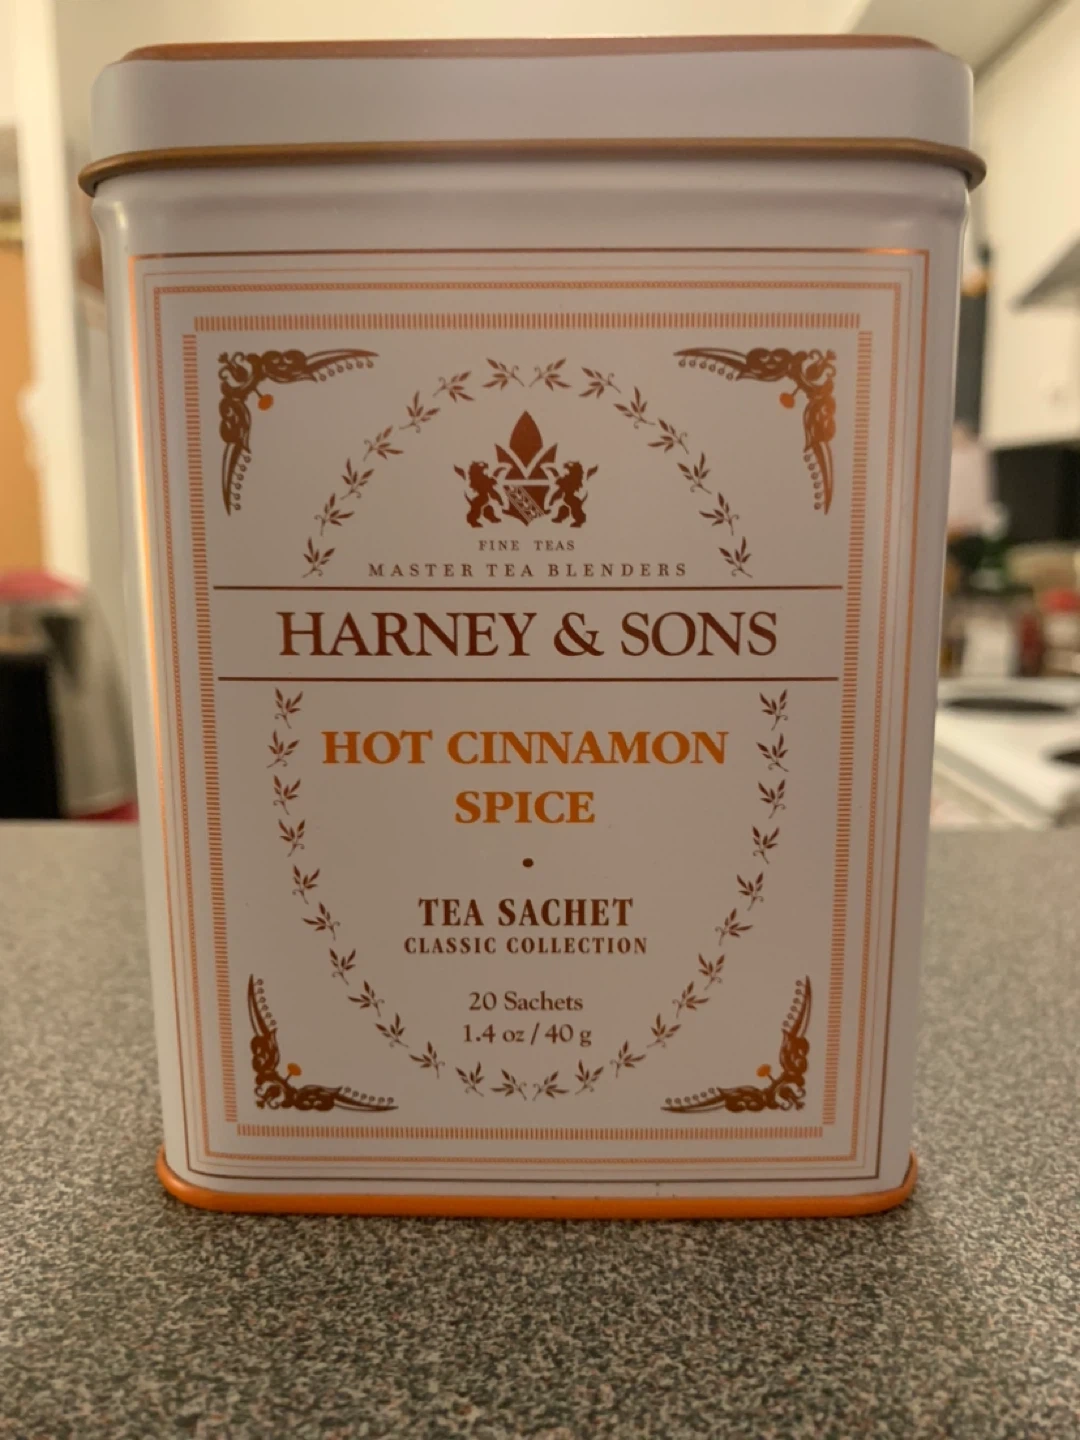 FINE TEAS
MASTER TEA BLENDERS
HARNEY & SONS
HOT CINNAMON
SPICE
•
TEA SACHET
CLASSIC COLLECTION
20 Sachets
1.4 oz / 40 g